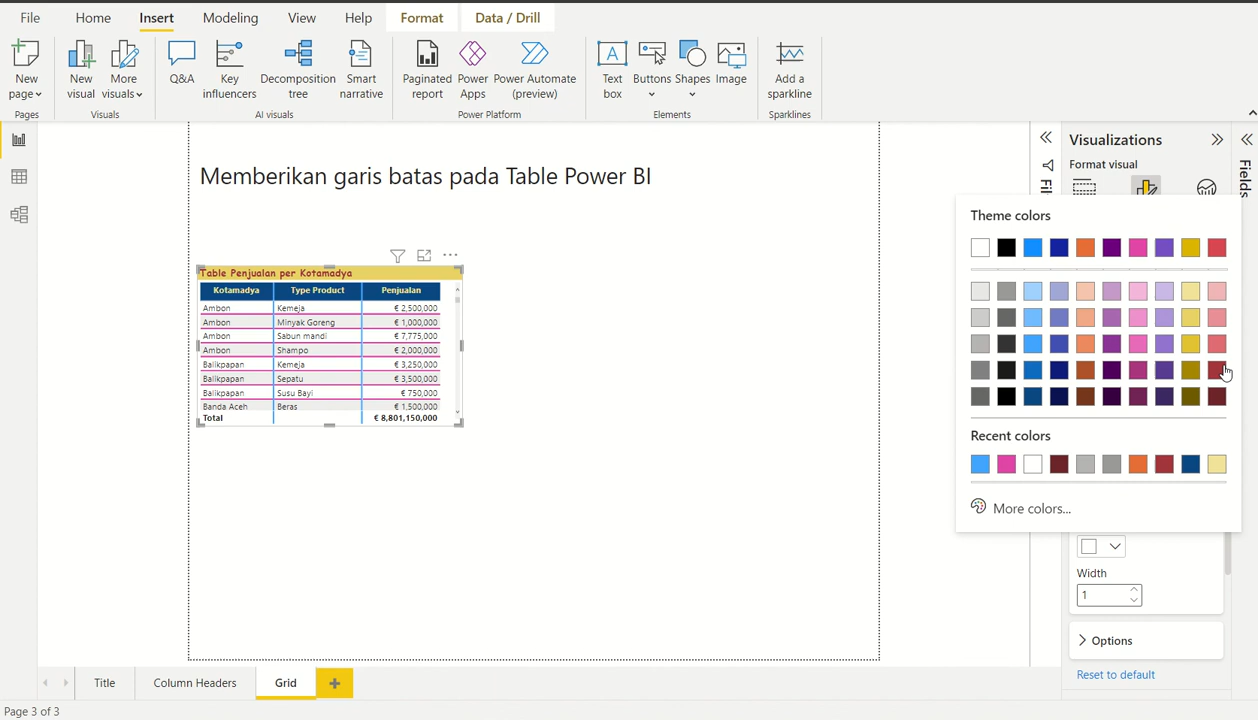 File Home Insert Modeling View Help Format Data / Drill
New page
New visual
More visuals
Q&A
Key influencers
Decomposition tree
Smart narrative
Paginated report
Power Apps
Power Automate (preview)
Text box
Buttons
Shapes
Image
Add a sparkline
Pages Visuals AI visuals Power Platform Elements Sparklines
Memberikan garis batas pada Table Power BI
Table Penjualan per Kotamadya
Kotamadya Type Product Penjualan
Ambon Kemeja € 2,500,000
Ambon Minyak Goreng € 1,000,000
Ambon Sabun mandi € 7,775,000
Ambon Shampo € 2,000,000
Balikpapan Kemeja € 3,250,000
Balikpapan Sepatu € 3,500,000
Balikpapan Susu Bayi € 750,000
Banda Aceh Beras € 1,500,000
Total € 8,801,150,000
Visualizations
Format visual
Fields
Theme colors
Recent colors
More colors...
Width
1
Options
Reset to default
Title Column Headers Grid
Page 3 of 3